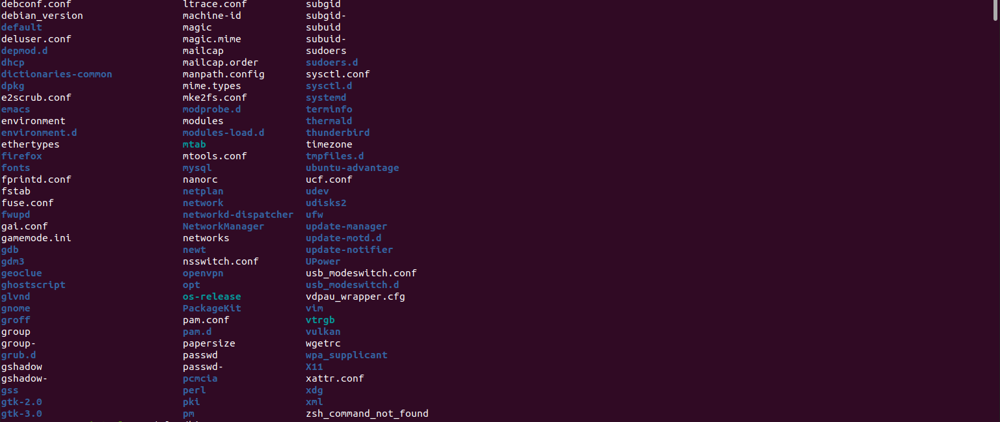 debconf.conf ltrace.conf subgid
debian_version machine-id subgid-
default magic subuid
deluser.conf magic.mime subuid-
depmod.d mailcap sudoers
dhcp mailcap.order sudoers.d
dictionaries-common manpath.config sysctl.conf
dpkg mime.types sysctl.d
e2scrub.conf mke2fs.conf systemd
emacs modprobe.d terminfo
environment modules thermald
environment.d modules-load.d thunderbird
ethertypes mtab timezone
firefox mtools.conf tmpfiles.d
fonts mysql ubuntu-advantage
fprintd.conf nanorc ucf.conf
fstab netplan udev
fuse.conf network udisks2
fwupd networkd-dispatcher ufw
gai.conf NetworkManager update-manager
gamemode.ini networks update-motd.d
gdb newt update-notifier
gdm3 nsswitch.conf UPower
geoclue openvpn usb_modeswitch.conf
ghostscript opt usb_modeswitch.d
glvnd os-release vdpau_wrapper.cfg
gnome PackageKit vim
groff pam.conf vtrgb
group pam.d vulkan
group- papersize wgetrc
grub.d passwd wpa_supplicant
gshadow passwd- X11
gshadow- pcmcia xattr.conf
gss perl xdg
gtk-2.0 pki xml
gtk-3.0 pm zsh_command_not_found